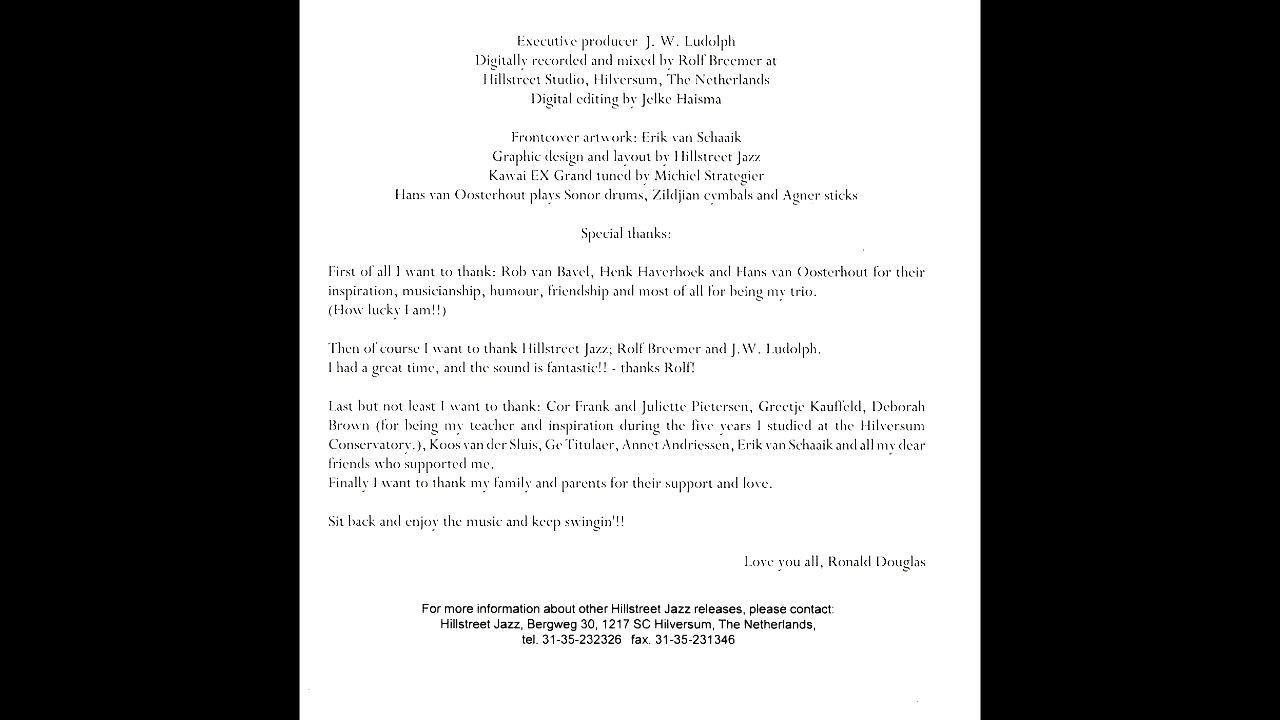 Executive producer J. W. Ludolph
Digitally recorded and mixed by Rolf Breemer at
Hillstreet Studio, Hilversum, The Netherlands
Digital editing by Jelke Haisma
Frontcover artwork: Erik van Schaaik
Graphic design and layout by Hillstreet Jazz
Kawai EX Grand tuned by Michiel Strategier
Hans van Oosterhout plays Sonor drums, Zildjian cymbals and Agner sticks
Special thanks:
First of all I want to thank: Rob van Bavel, Henk Haverhoek and Hans van Oosterhout for their
inspiration, musicianship, humour, friendship and most of all for being my trio.
(How lucky I am!!)
Then of course I want to thank Hillstreet Jazz; Rolf Breemer and J.W. Ludolph.
I had a great time, and the sound is fantastic!! - thanks Rolf!
Last but not least I want to thank: Cor Frank and Juliette Pietersen, Greetje Kauffeld, Deborah
Brown (for being my teacher and inspiration during the five years I studied at the Hilversum
Conservatory.), Koos van der Sluis, Ge Titulaer, Annet Andriessen, Erik van Schaaik and all my dear
friends who supported me.
Finally I want to thank my family and parents for their support and love.
Sit back and enjoy the music and keep swingin'!!
Love you all, Ronald Douglas
For more information about other Hillstreet Jazz releases, please contact:
Hillstreet Jazz, Bergweg 30, 1217 SC Hilversum, The Netherlands,
tel. 31-35-232326 fax. 31-35-231346